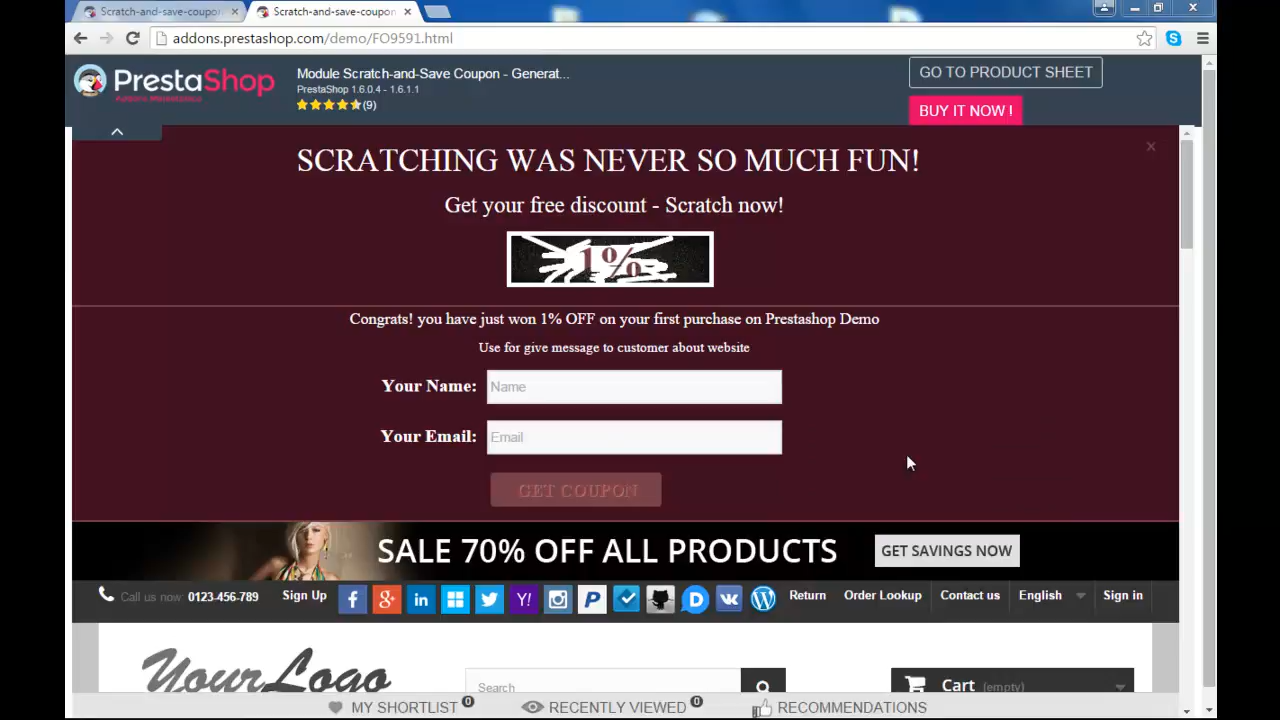 Scratch-and-save-coupon
Scratch-and-save-coupon
addons.prestashop.com/demo/FO9591.html
PrestaShop
Module Scratch-and-Save Coupon - Generat...
PrestaShop 1.6.0.4 - 1.6.1.1
(9)
GO TO PRODUCT SHEET
BUY IT NOW !
SCRATCHING WAS NEVER SO MUCH FUN!
x
Get your free discount - Scratch now!
1%
Congrats! you have just won 1% OFF on your first purchase on Prestashop Demo
Use for give message to customer about website
Your Name: Name
Your Email: Email
GET COUPON
SALE 70% OFF ALL PRODUCTS
GET SAVINGS NOW
Call us now 0123-456-789 Sign Up Return Order Lookup Contact us English Sign in
YourLogo
Search
Cart (empty)
MY SHORTLIST 0 RECENTLY VIEWED 0 RECOMMENDATIONS